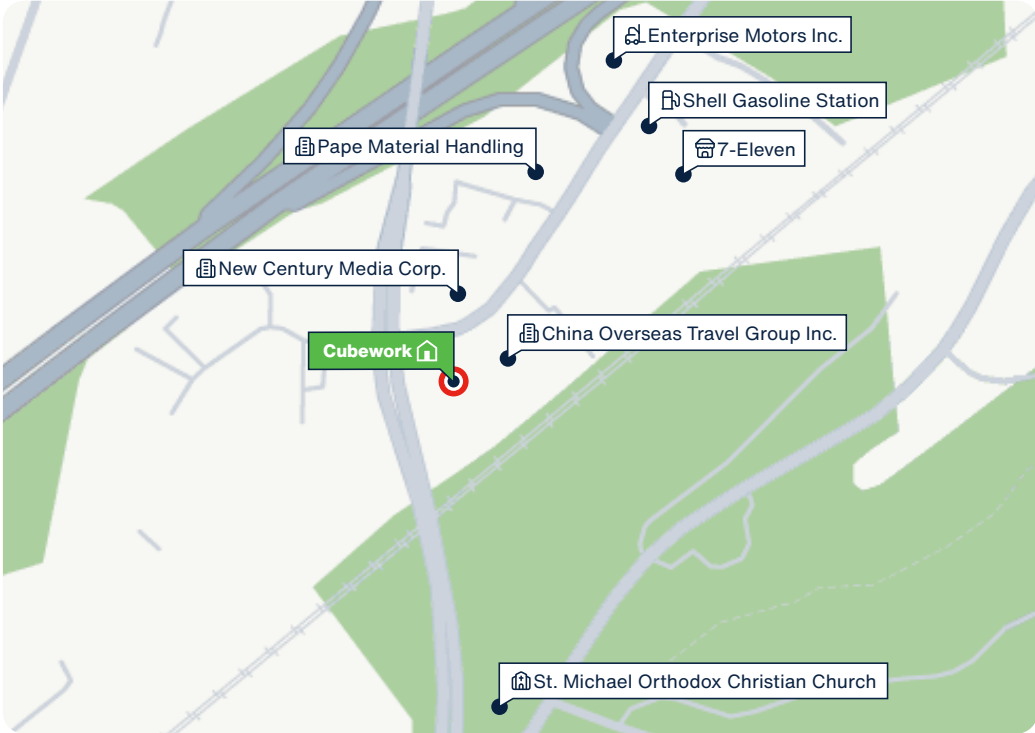 Enterprise Motors Inc.
Shell Gasoline Station
Pape Material Handling
7-Eleven
New Century Media Corp.
China Overseas Travel Group Inc.
Cubework
St. Michael Orthodox Christian Church